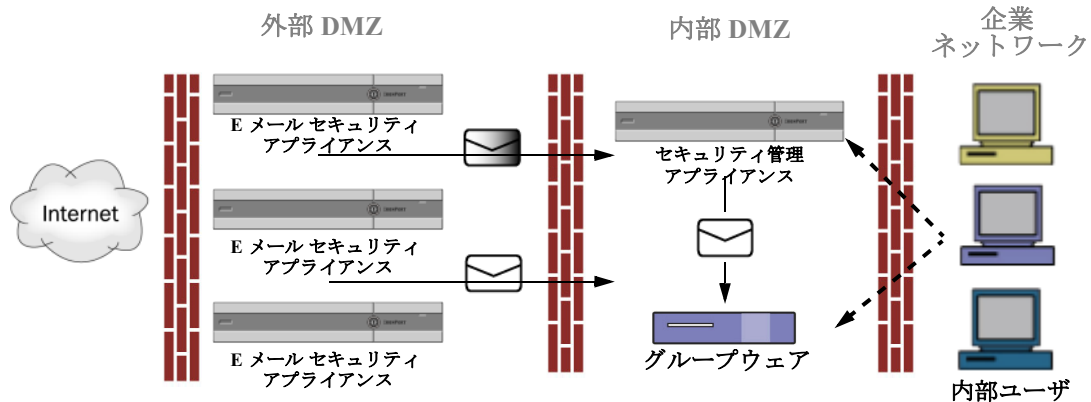 外部 DMZ
内部 DMZ
企業
ネットワーク
Internet
E メール セキュリティ
アプライアンス
E メール セキュリティ
アプライアンス
E メール セキュリティ
アプライアンス
セキュリティ管理
アプライアンス
グループウェア
内部ユーザ